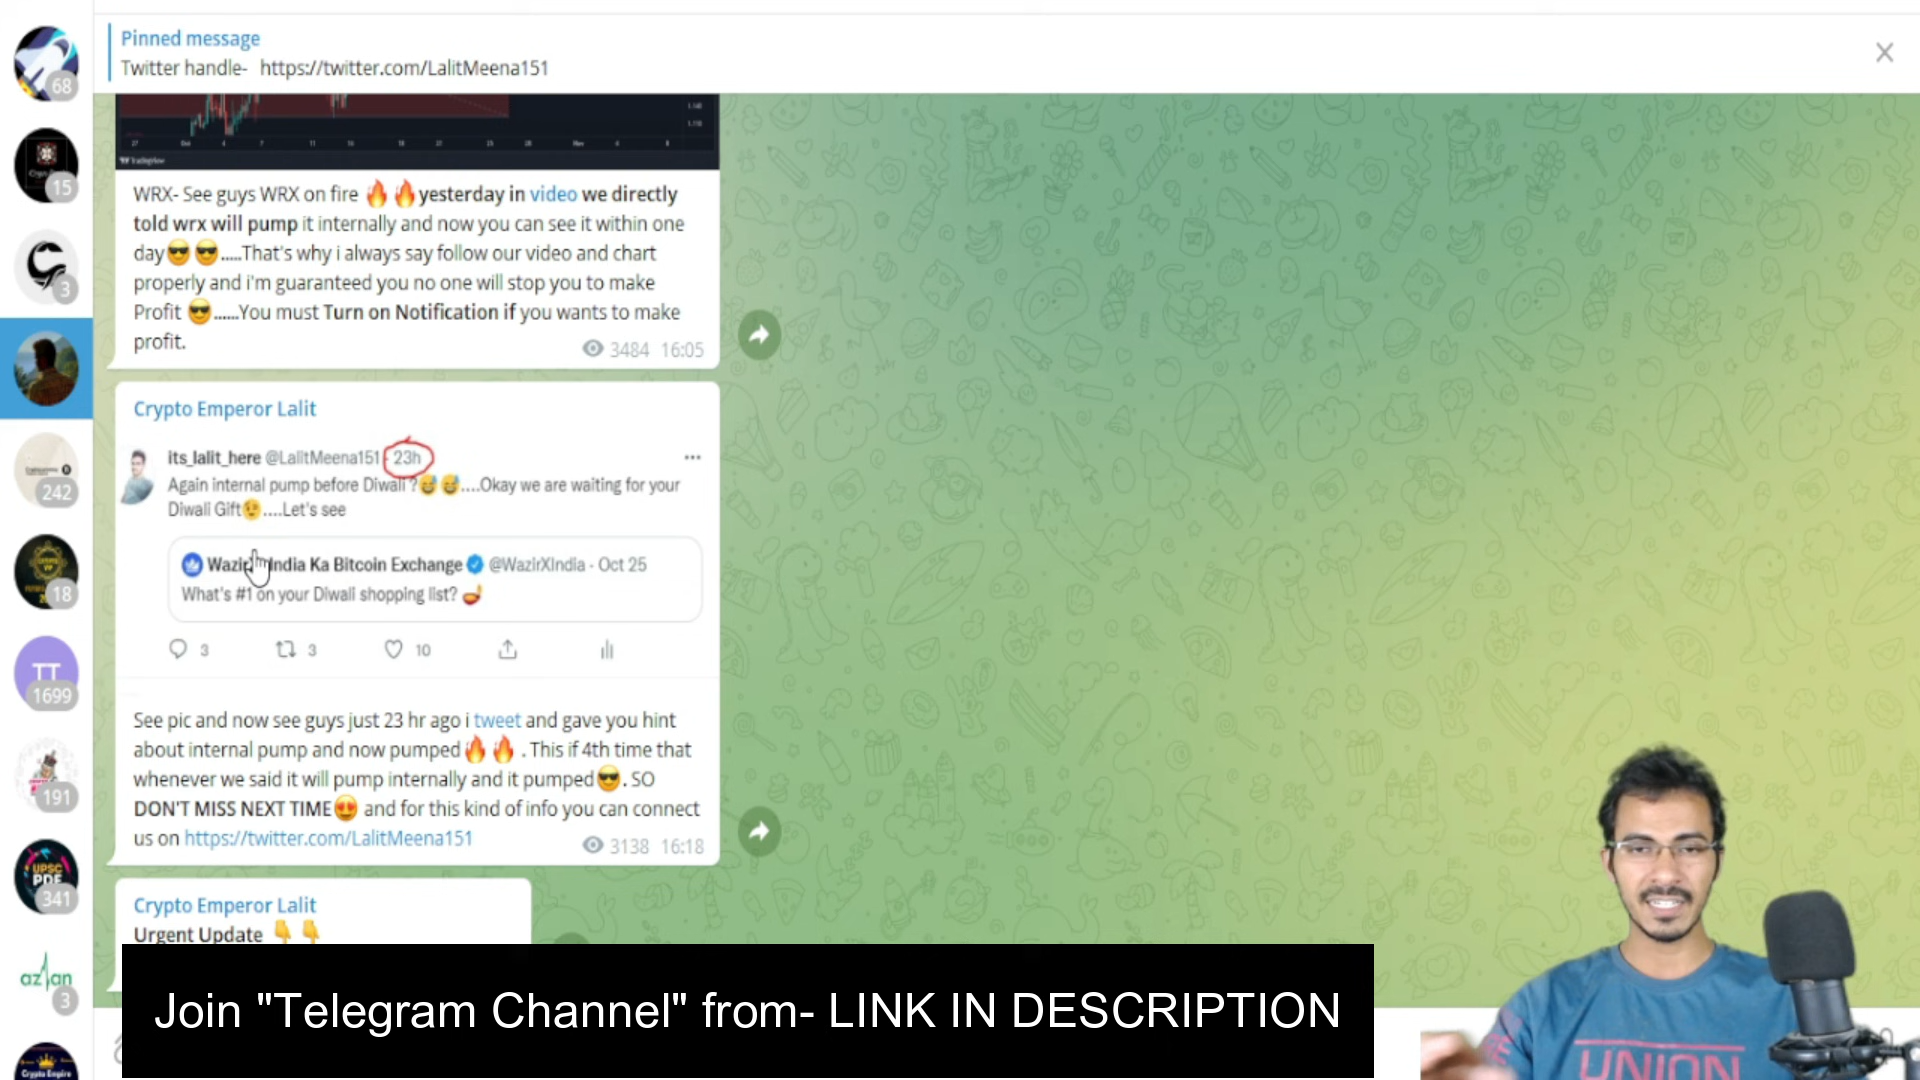 68
Pinned message
Twitter handle- https://twitter.com/LalitMeena151
15
3
242
18
TT
1699
191
UPSC
PDF
341
azlan
3
Crypto Empire
TradingView
WRX- See guys WRX on fire 🔥🔥yesterday in video we directly
told wrx will pump it internally and now you can see it within one
day😎😎.....That's why i always say follow our video and chart
properly and i'm guaranteed you no one will stop you to make
Profit 😎......You must Turn on Notification if you wants to make
profit.
3484 16:05
Crypto Emperor Lalit
its_lalit_here @LalitMeena151 23h
Again internal pump before Diwali ?😅😅....Okay we are waiting for your
Diwali Gift😉....Let's see
India Ka Bitcoin Exchange @WazirXIndia - Oct 25
What's #1 on your Diwali shopping list? 🪔
3 3 10
See pic and now see guys just 23 hr ago i tweet and gave you hint
about internal pump and now pumped🔥🔥 . This if 4th time that
whenever we said it will pump internally and it pumped😎. SO
DON'T MISS NEXT TIME😍 and for this kind of info you can connect
us on https://twitter.com/LalitMeena151
3138 16:18
Crypto Emperor Lalit
Urgent Update 👇👇
Join "Telegram Channel" from- LINK IN DESCRIPTION
UNION